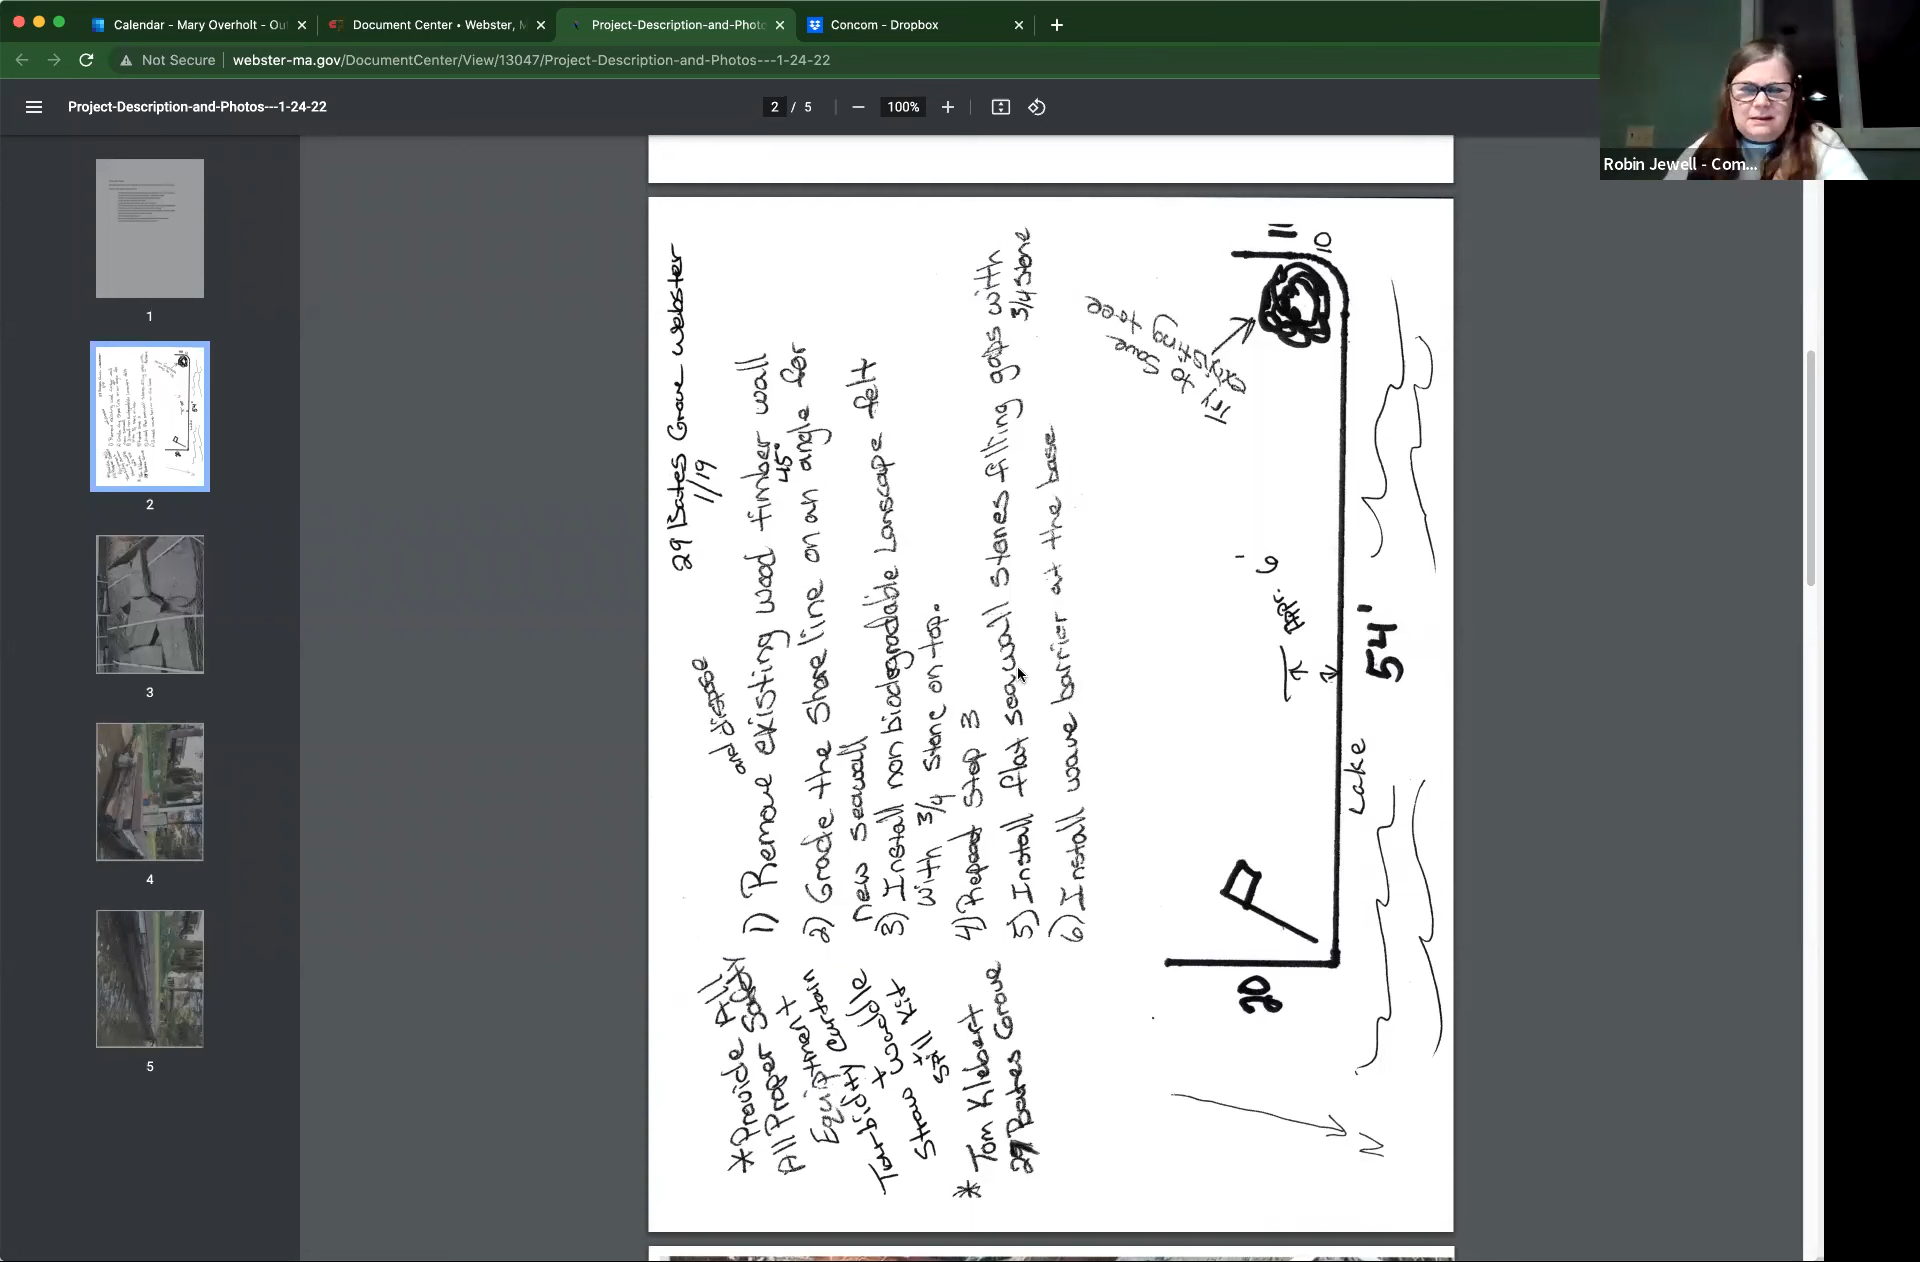 Calendar - Mary Overholt - Ou
Document Center • Webster, M
Project-Description-and-Photo
Concom - Dropbox
Not Secure
webster-ma.gov/DocumentCenter/View/13047/Project-Description-and-Photos---1-24-22
Project-Description-and-Photos---1-24-22
2 / 5
100%
Robin Jewell - Com...
1
2
3
4
5
29 Bates Grove Webster
1/19
and dispose
1) Remove existing wood timber wall
45°
2) Grade the shoreline on an angle for
new seawall
3) Install non biodegradable Lanscape felt
with 3/4 stone on top.
4) Repeat Step 3
5) Install flat seawall stones filling gaps with
3/4 stone
6) Install wave barrier at the base
* Provide All
All Proper Safety
Equiptment +
Turbidity Curtain
Straw + Waddle
+ Spill Kit
* Tom Klebert
29 Bates Grove
Try to save
existing tree
11
10
6'
54'
Lake
20
N